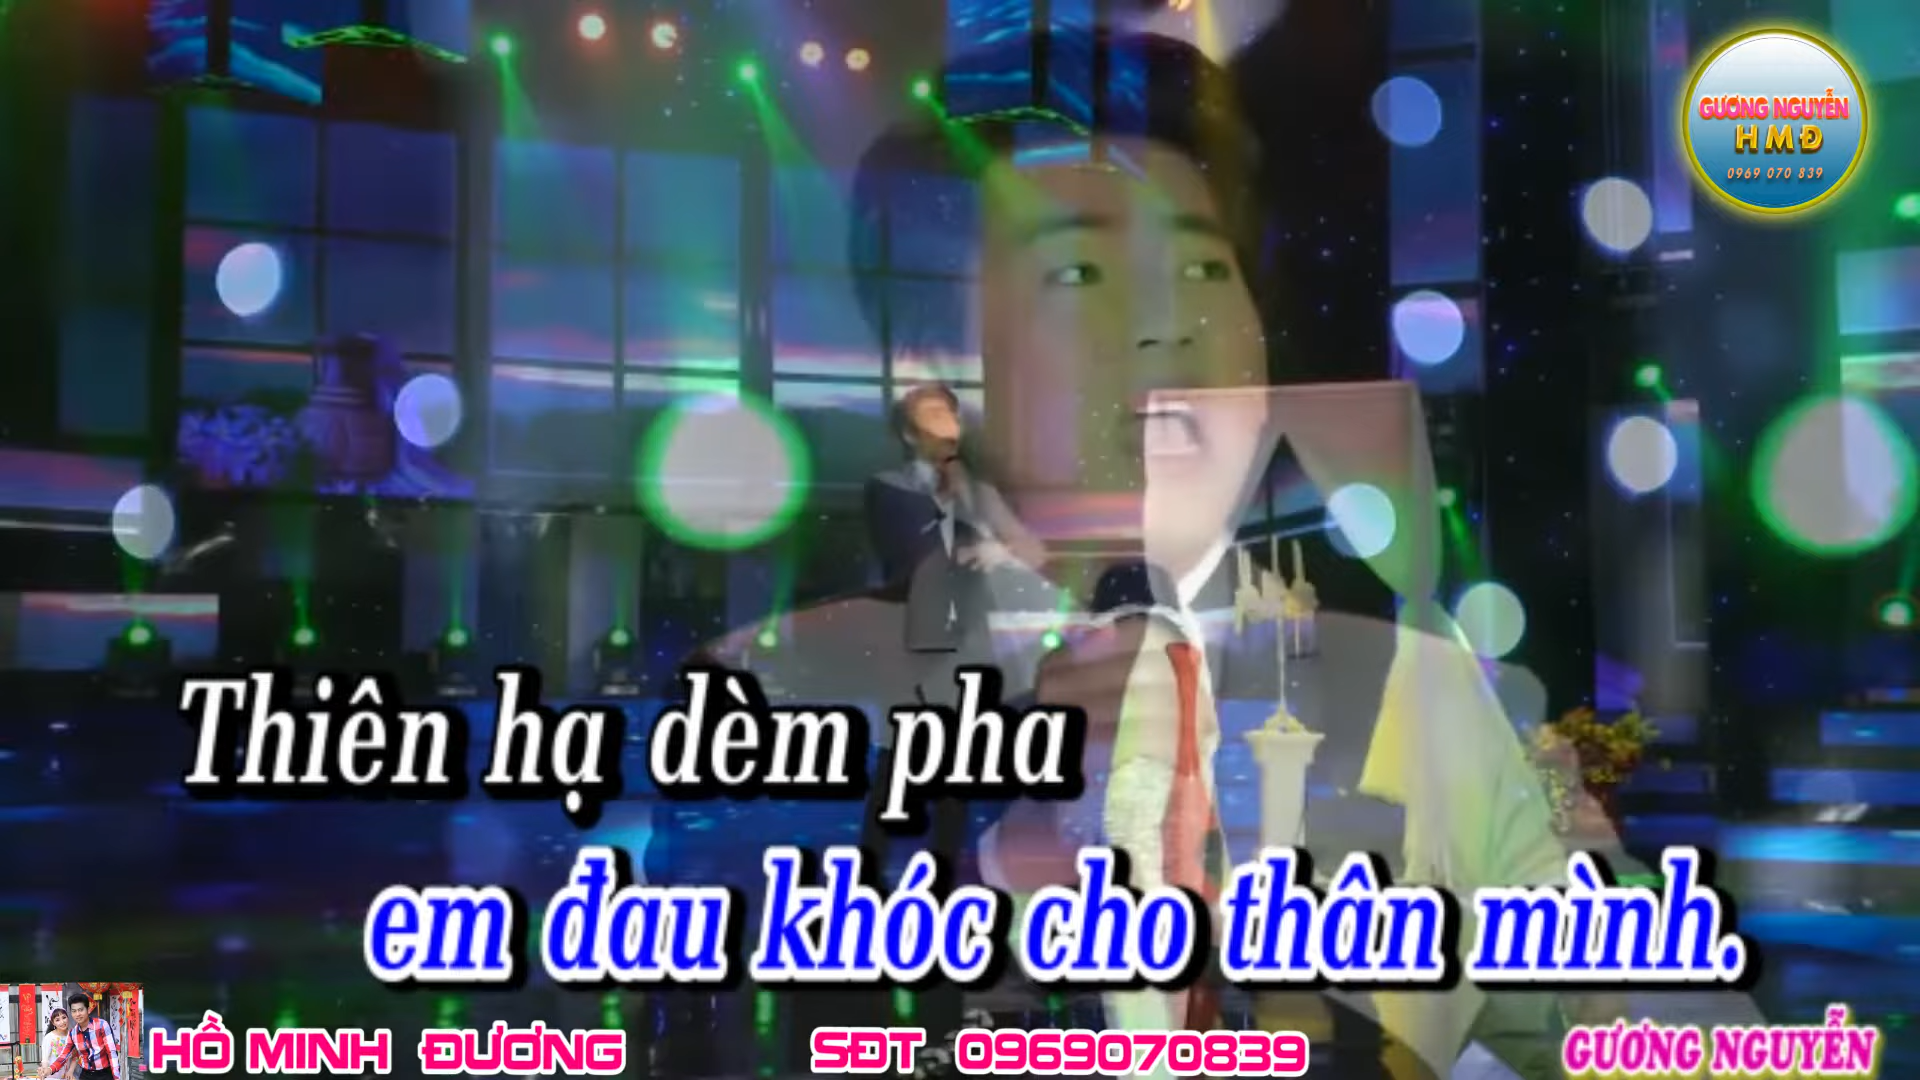 GƯƠNG NGUYỄN
HMĐ
0969 070 839
Thiên hạ dèm pha
em đau khóc cho thân mình.
HỒ MINH ĐƯƠNG SĐT 0969070839
GƯƠNG NGUYỄN